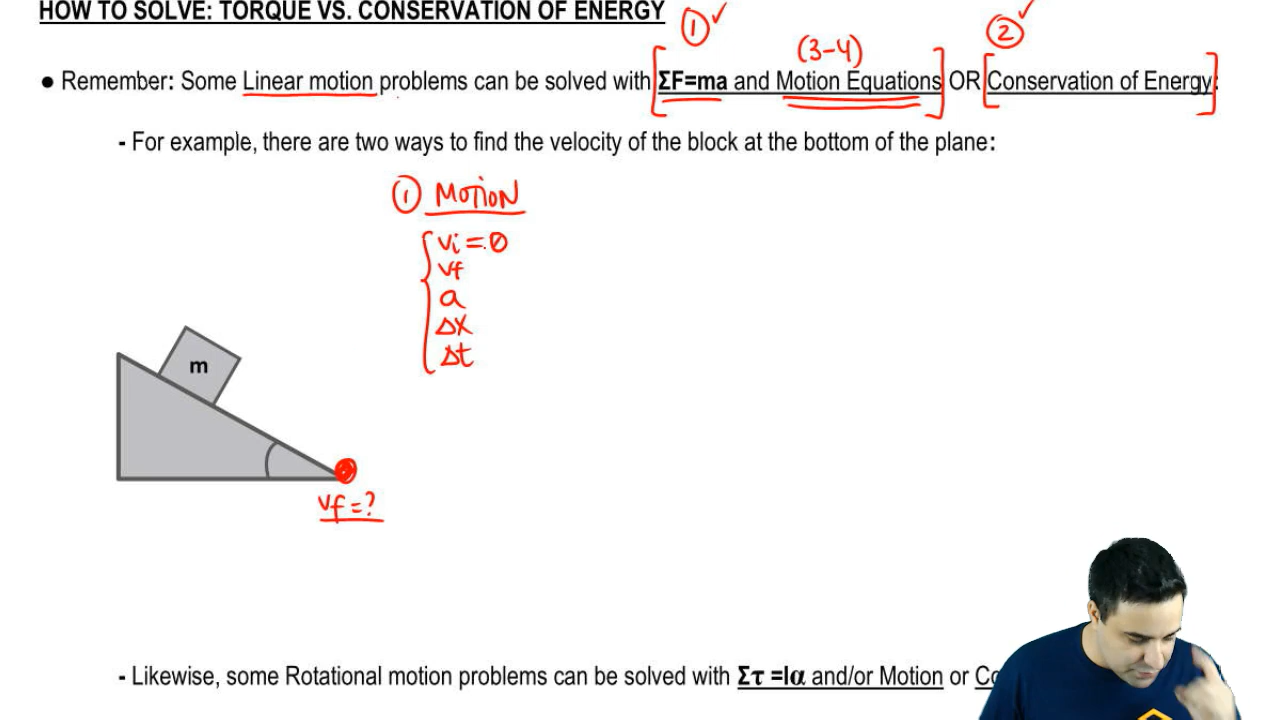 HOW TO SOLVE: TORQUE VS. CONSERVATION OF ENERGY
① ✓ (3-4) ② ✓
● Remember: Some Linear motion problems can be solved with [ΣF=ma and Motion Equations] OR [Conservation of Energy]:
- For example, there are two ways to find the velocity of the block at the bottom of the plane:
① MOTION
vi = 0
vf
a
Δx
Δt
m
vf = ?
- Likewise, some Rotational motion problems can be solved with Στ =Iα and/or Motion or